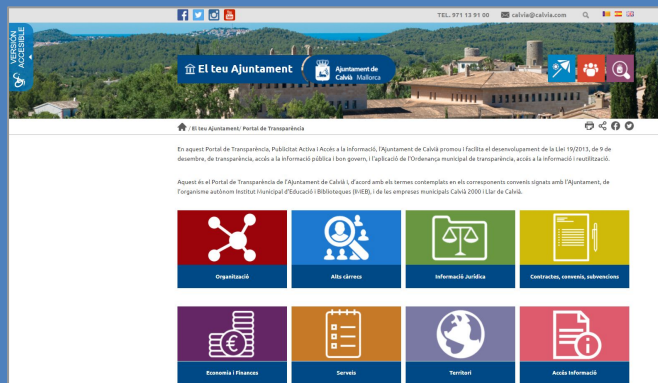 VERSIÓN
ACCESIBLE
TEL. 971 13 91 00 calvia@calvia.com
El teu Ajuntament
Ajuntament de
Calvià Mallorca
/ El teu Ajuntament/ Portal de Transparència
En aquest Portal de Transparència, Publicitat Activa i Accés a la informació, l'Ajuntament de Calvià promou i facilita el desenvolupament de la Llei 19/2013, de 9 de
desembre, de transparència, accés a la informació pública i bon govern, i l'aplicació de l'Ordenança municipal de transparència, accés a la informació i reutilització.
Aquest és el Portal de Transparència de l'Ajuntament de Calvià i, d'acord amb els termes contemplats en els corresponents convenis signats amb l'Ajuntament, de
l'organisme autònom Institut Municipal d'Educació i Biblioteques (IMEB), i de les empreses municipals Calvià 2000 i Llar de Calvià.
Organització
Alts càrrecs
Informació Jurídica
Contractes, convenis, subvencions
Economia i Finances
Serveis
Territori
Accés Informació